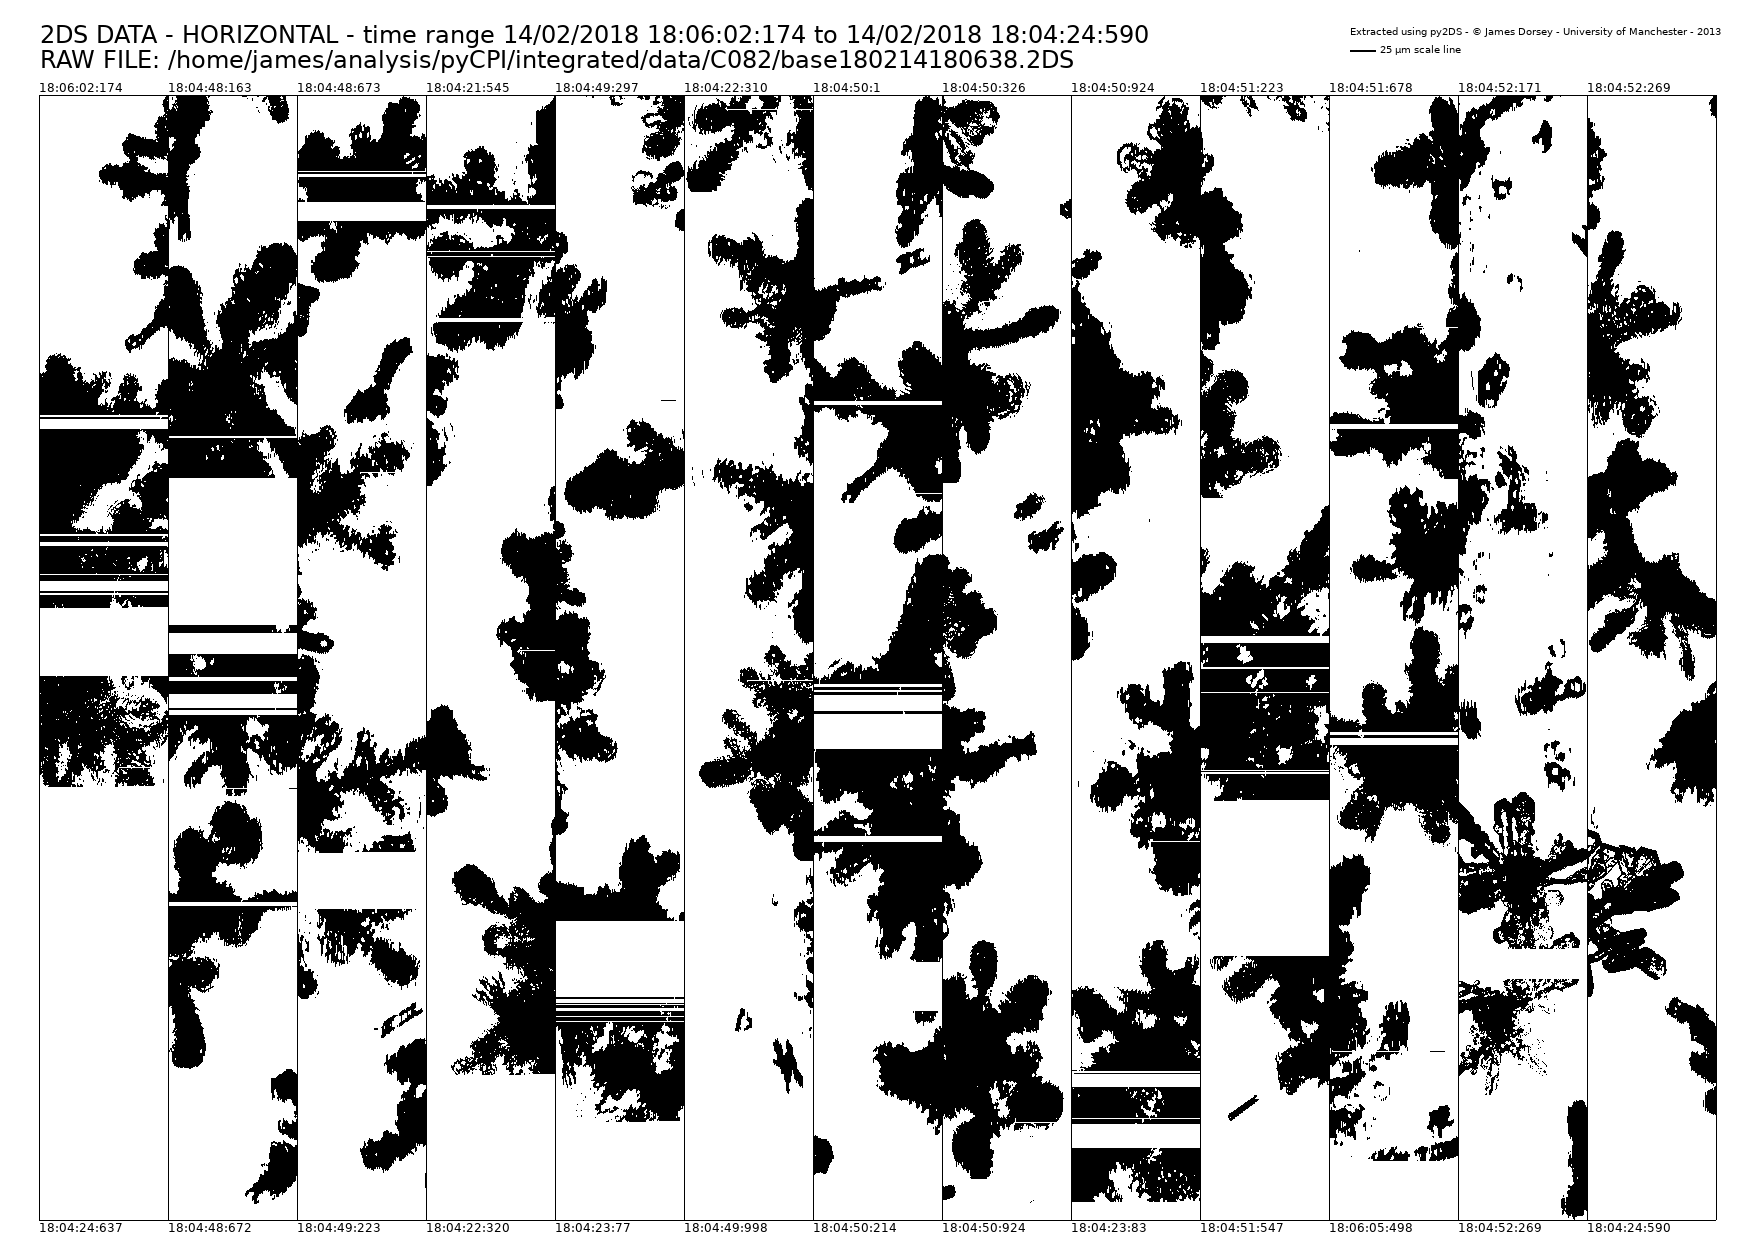 2DS DATA - HORIZONTAL - time range 14/02/2018 18:06:02:174 to 14/02/2018 18:04:24:590
RAW FILE: /home/james/analysis/pyCPI/integrated/data/C082/base180214180638.2DS
Extracted using py2DS - © James Dorsey - University of Manchester - 2013
25 µm scale line
18:06:02:174 18:04:48:163 18:04:48:673 18:04:21:545 18:04:49:297 18:04:22:310 18:04:50:1 18:04:50:326 18:04:50:924 18:04:51:223 18:04:51:678 18:04:52:171 18:04:52:269
18:04:24:637 18:04:48:672 18:04:49:223 18:04:22:320 18:04:23:77 18:04:49:998 18:04:50:214 18:04:50:924 18:04:23:83 18:04:51:547 18:06:05:498 18:04:52:269 18:04:24:590